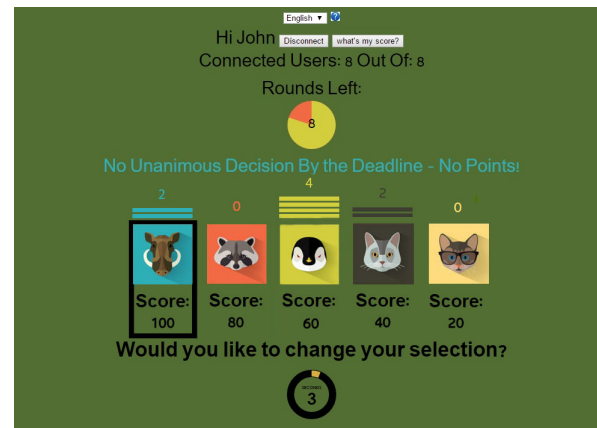 English
?
Hi John Disconnect what's my score?
Connected Users: 8 Out Of: 8
Rounds Left:
8
No Unanimous Decision By the Deadline - No Points!
2 0 4 2 0
Score: Score: Score: Score: Score:
100 80 60 40 20
Would you like to change your selection?
SECONDS
3